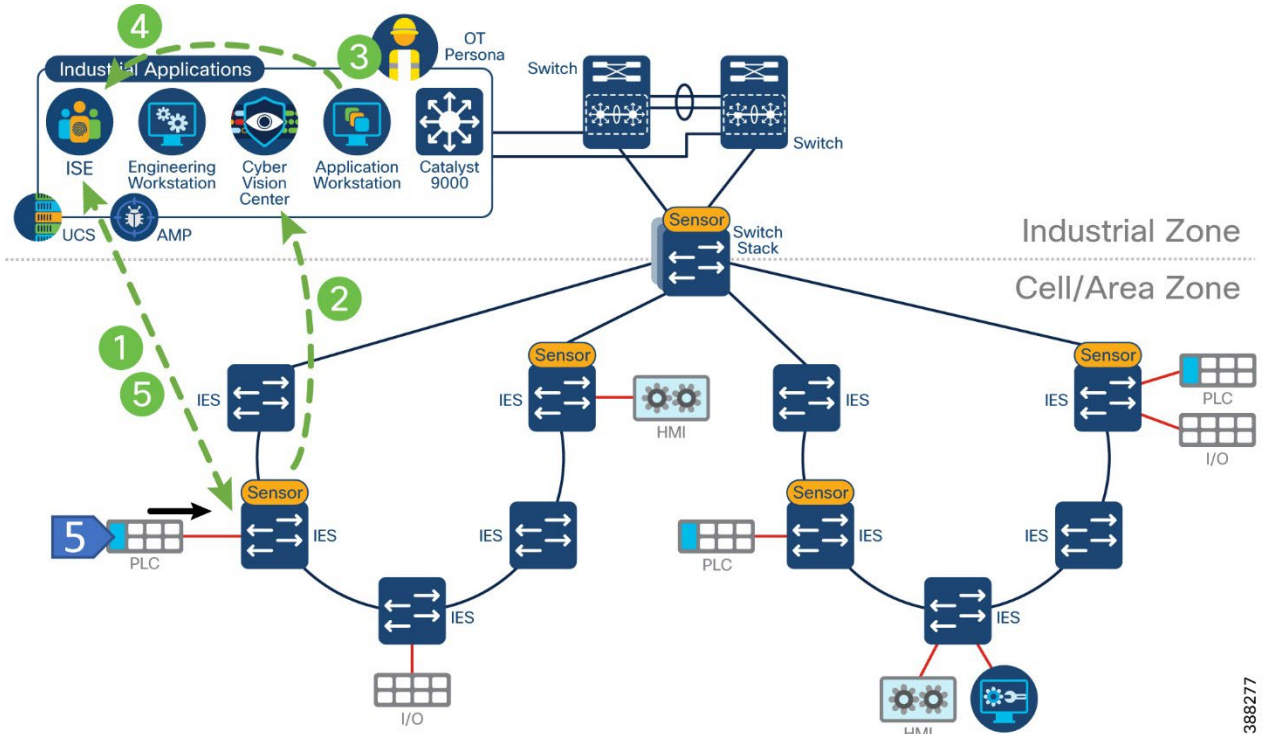 4
3
OT
Persona
Industrial Applications
ISE
Engineering
Workstation
Cyber
Vision
Center
Application
Workstation
Catalyst
9000
UCS
AMP
Switch
Switch
Sensor
Switch
Stack
Industrial Zone
Cell/Area Zone
2
1
5
IES
Sensor
IES
HMI
IES
Sensor
IES
PLC
I/O
5
PLC
Sensor
IES
IES
PLC
Sensor
IES
IES
IES
I/O
IES
HMI
388277